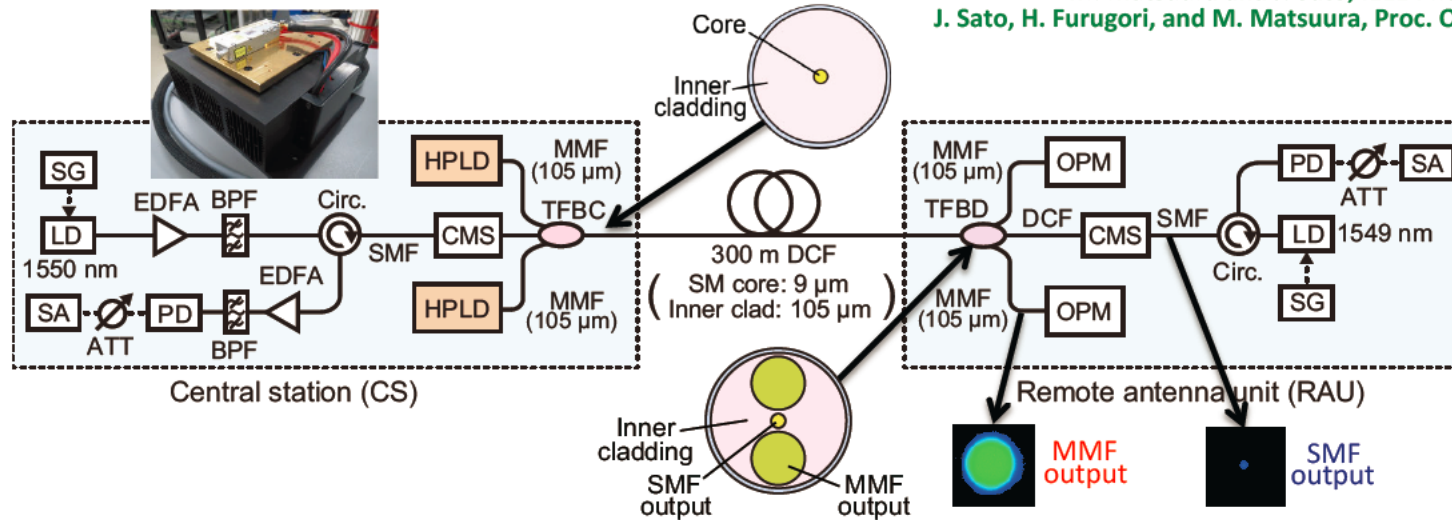 J. Sato, H. Furugori, and M. Matsuura, Proc.
Core
Inner
cladding
SG
EDFA
BPF
Circ.
LD
1550 nm
SMF
EDFA
SA
ATT
PD
BPF
HPLD
MMF
(105 µm)
TFBC
CMS
HPLD
MMF
(105 µm)
Central station (CS)
300 m DCF
SM core: 9 µm
Inner clad: 105 µm
MMF
(105 µm)
OPM
TFBD
DCF
CMS
SMF
MMF
(105 µm)
OPM
PD
ATT
SA
LD
1549 nm
Circ.
SG
Remote antenna unit (RAU)
Inner
cladding
SMF
output
MMF
output
MMF
output
SMF
output